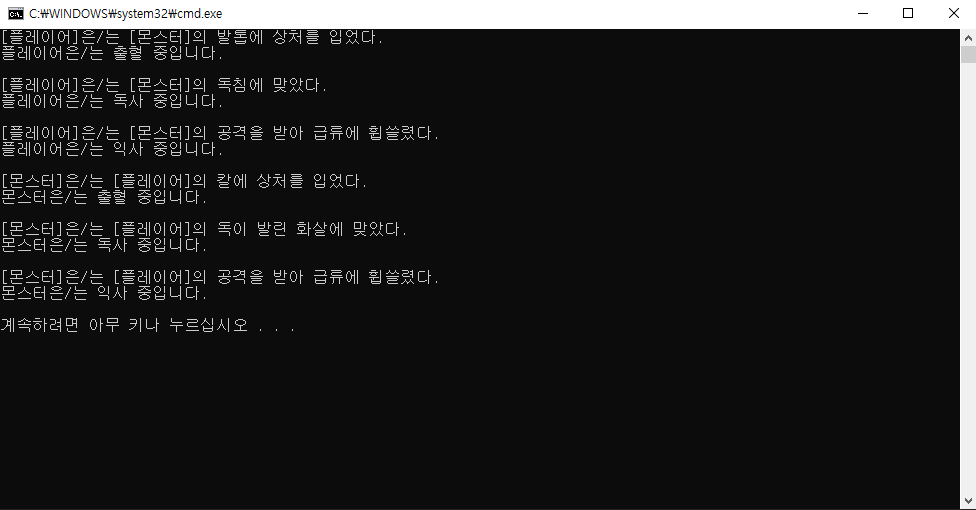 C:₩WINDOWS₩system32₩cmd.exe
[플레이어]은/는 [몬스터]의 발톱에 상처를 입었다.
플레이어은/는 출혈 중입니다.
[플레이어]은/는 [몬스터]의 독침에 맞았다.
플레이어은/는 독사 중입니다.
[플레이어]은/는 [몬스터]의 공격을 받아 급류에 휩쓸렸다.
플레이어은/는 익사 중입니다.
[몬스터]은/는 [플레이어]의 칼에 상처를 입었다.
몬스터은/는 출혈 중입니다.
[몬스터]은/는 [플레이어]의 독이 발린 화살에 맞았다.
몬스터은/는 독사 중입니다.
[몬스터]은/는 [플레이어]의 공격을 받아 급류에 휩쓸렸다.
몬스터은/는 익사 중입니다.
계속하려면 아무 키나 누르십시오 . . .